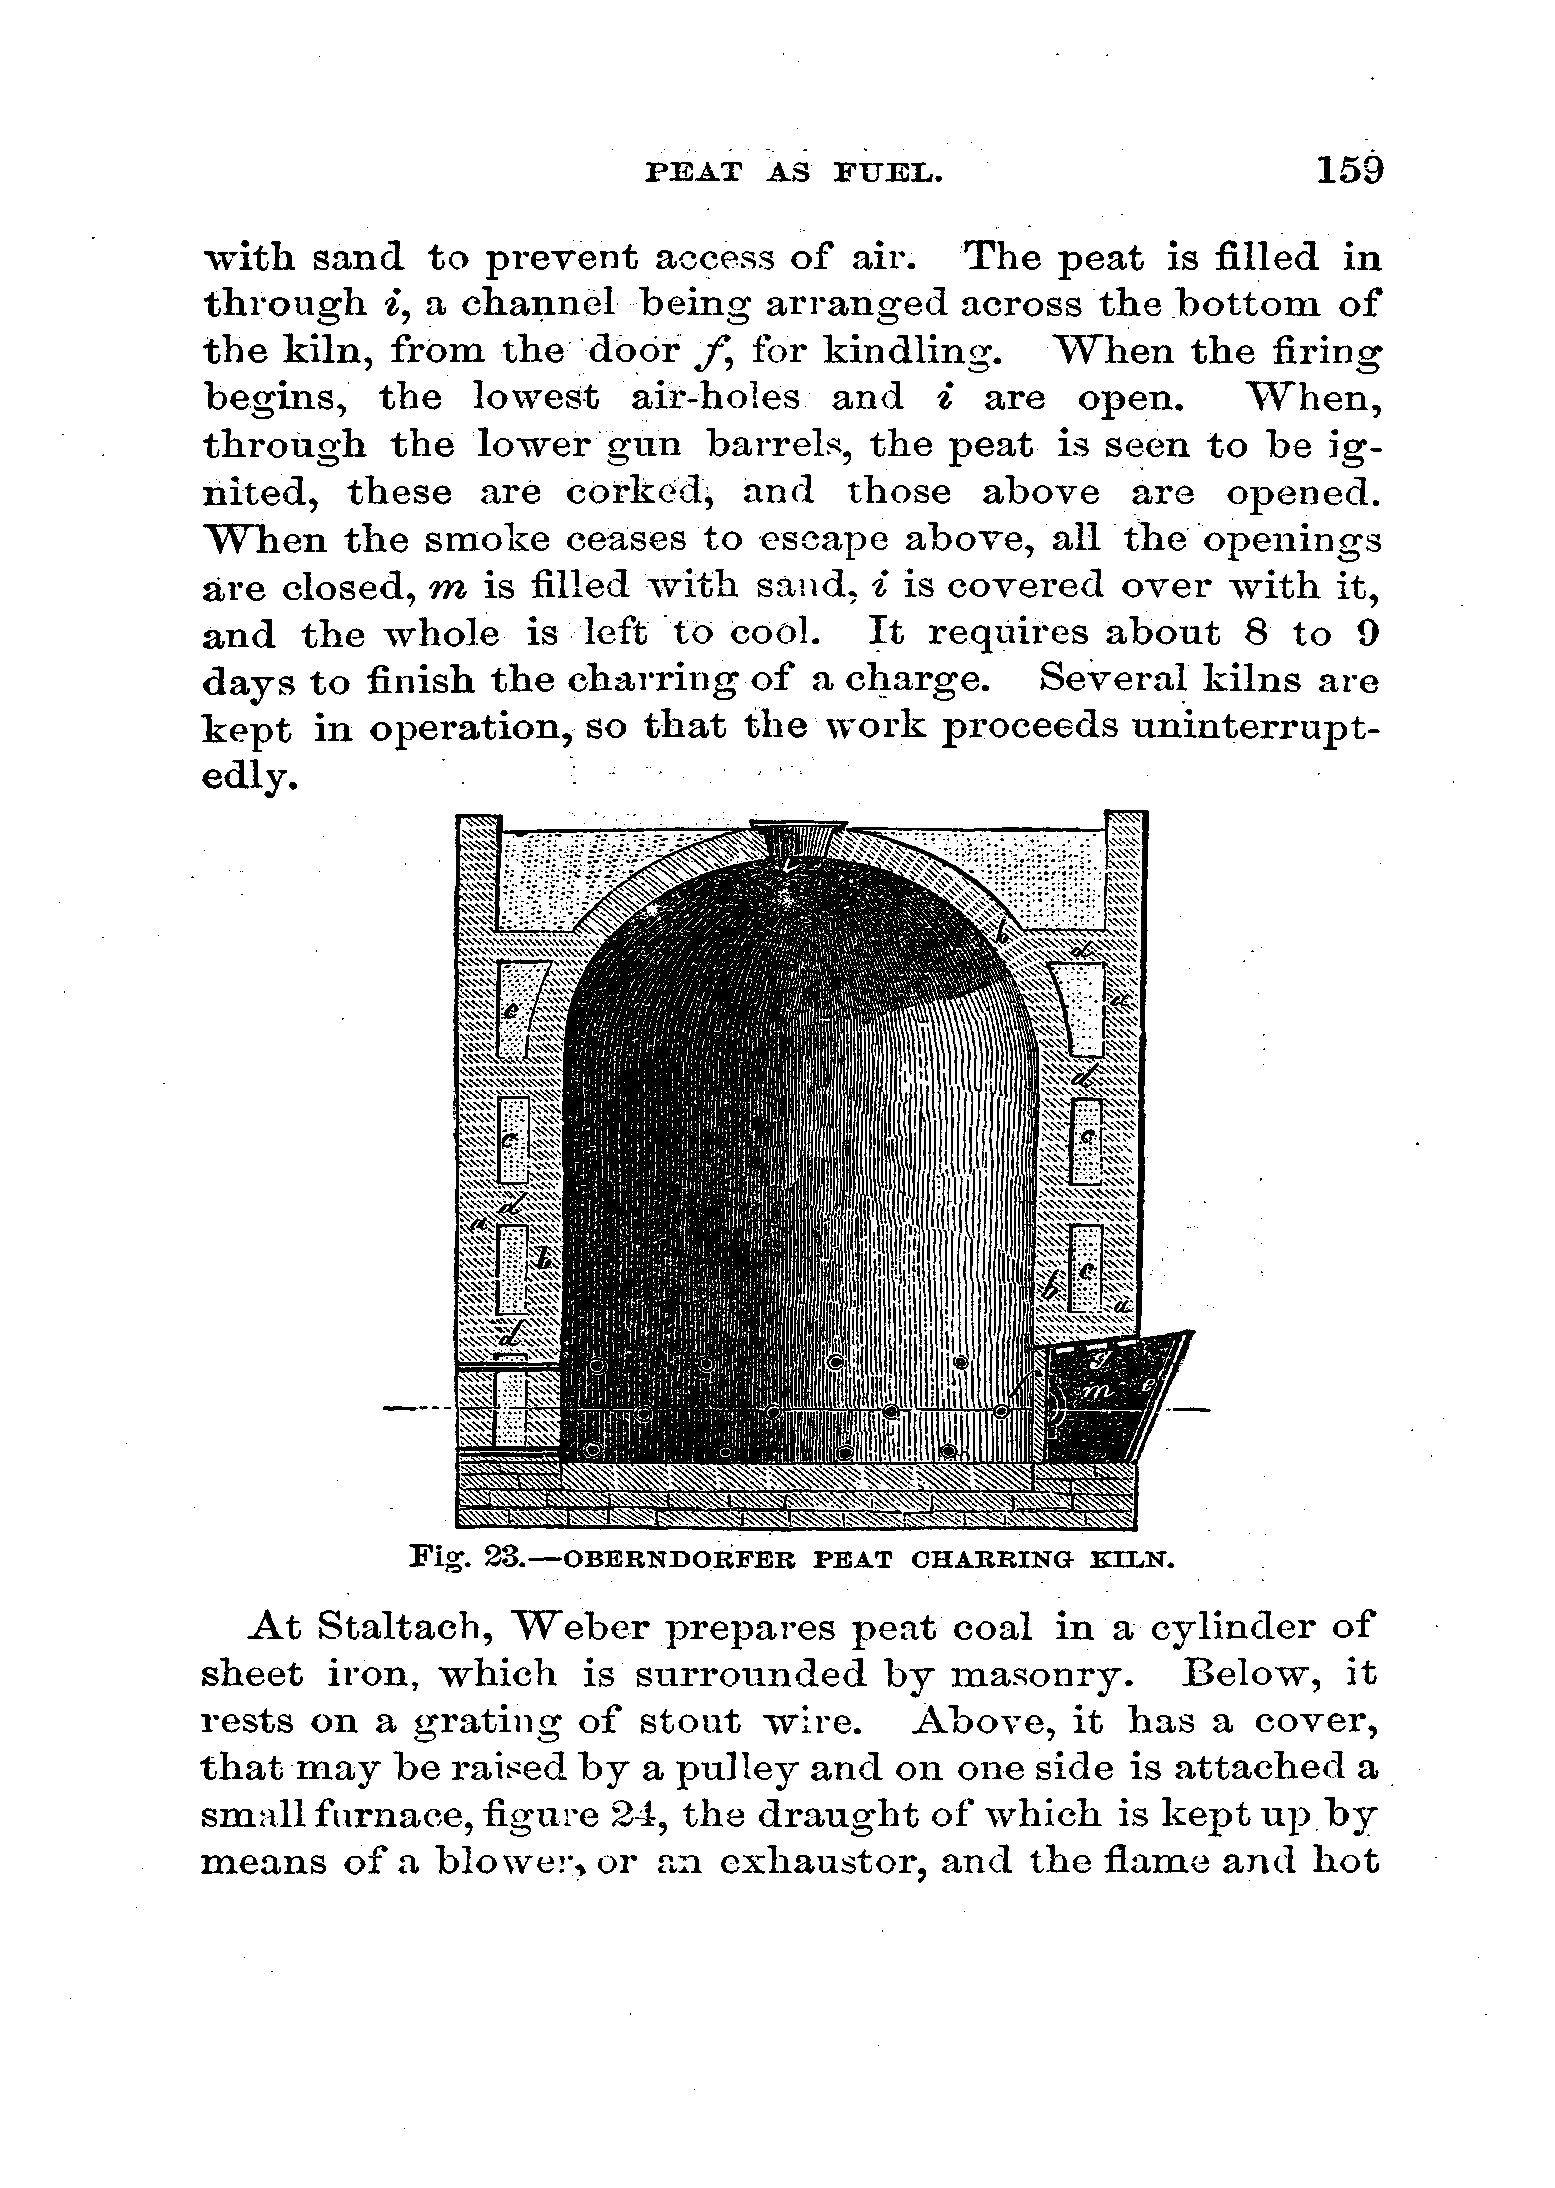 PEAT AS FUEL. 159
with sand to prevent access of air. The peat is filled in
through i, a channel being arranged across the bottom of
the kiln, from the door f, for kindling. When the firing
begins, the lowest air-holes and i are open. When,
through the lower gun barrels, the peat is seen to be ig-
nited, these are corked, and those above are opened.
When the smoke ceases to escape above, all the openings
are closed, m is filled with sand, i is covered over with it,
and the whole is left to cool. It requires about 8 to 9
days to finish the charring of a charge. Several kilns are
kept in operation, so that the work proceeds uninterrupt-
edly.
b
d
c
a
d
c
c
d
a
b
b
c
a
d
g
m
e
Fig. 23.—OBERNDORFER PEAT CHARRING KILN.
At Staltach, Weber prepares peat coal in a cylinder of
sheet iron, which is surrounded by masonry. Below, it
rests on a grating of stout wire. Above, it has a cover,
that may be raised by a pulley and on one side is attached a
small furnace, figure 24, the draught of which is kept up by
means of a blower, or an exhaustor, and the flame and hot